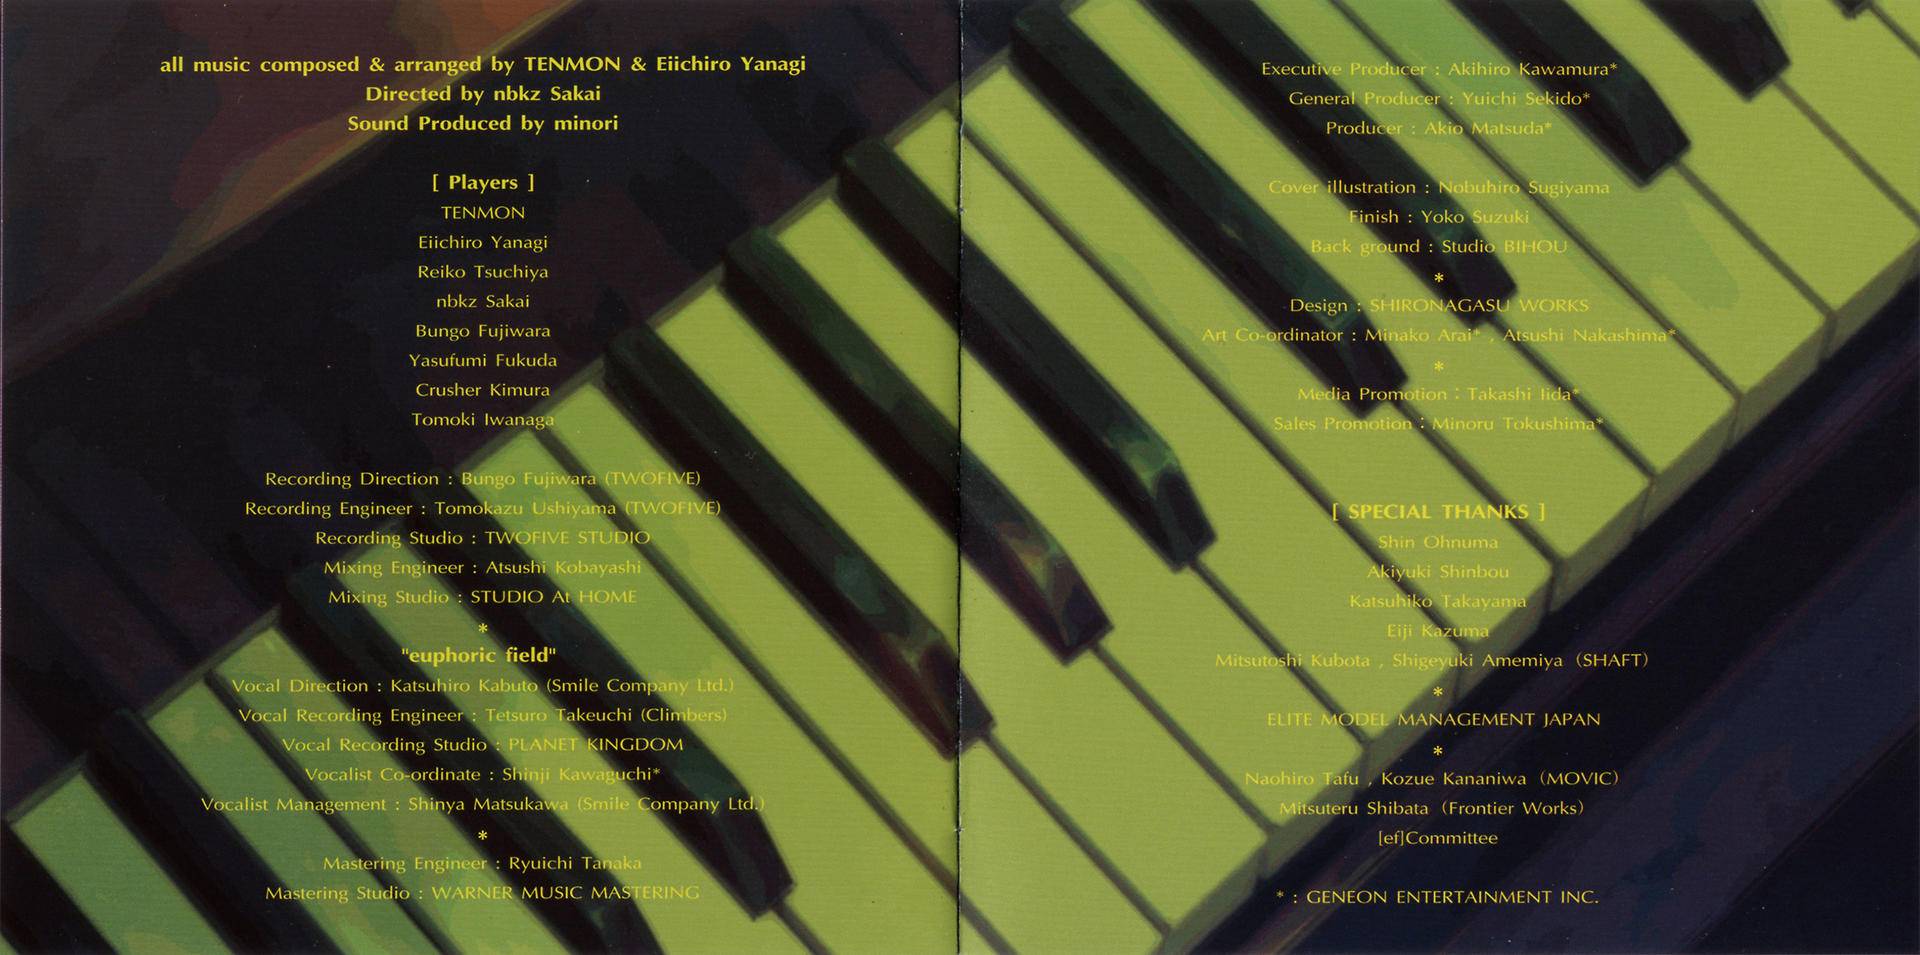 all music composed & arranged by TENMON & Eiichiro Yanagi
Directed by nbkz Sakai
Sound Produced by minori
[ Players ]
TENMON
Eiichiro Yanagi
Reiko Tsuchiya
nbkz Sakai
Bungo Fujiwara
Yasufumi Fukuda
Crusher Kimura
Tomoki Iwanaga
Recording Direction : Bungo Fujiwara (TWOFIVE)
Recording Engineer : Tomokazu Ushiyama (TWOFIVE)
Recording Studio : TWOFIVE STUDIO
Mixing Engineer : Atsushi Kobayashi
Mixing Studio : STUDIO At HOME
*
"euphoric field"
Vocal Direction : Katsuhiro Kabuto (Smile Company Ltd.)
Vocal Recording Engineer : Tetsuro Takeuchi (Climbers)
Vocal Recording Studio : PLANET KINGDOM
Vocalist Co-ordinate : Shinji Kawaguchi*
Vocalist Management : Shinya Matsukawa (Smile Company Ltd.)
*
Mastering Engineer : Ryuichi Tanaka
Mastering Studio : WARNER MUSIC MASTERING
Executive Producer : Akihiro Kawamura*
General Producer : Yuichi Sekido*
Producer : Akio Matsuda*
Cover illustration : Nobuhiro Sugiyama
Finish : Yoko Suzuki
Back ground : Studio BIHOU
*
Design : SHIRONAGASU WORKS
Art Co-ordinator : Minako Arai* , Atsushi Nakashima*
*
Media Promotion : Takashi Iida*
Sales Promotion : Minoru Tokushima*
[ SPECIAL THANKS ]
Shin Ohnuma
Akiyuki Shinbou
Katsuhiko Takayama
Eiji Kazuma
Mitsutoshi Kubota , Shigeyuki Amemiya (SHAFT)
*
ELITE MODEL MANAGEMENT JAPAN
*
Naohiro Tafu , Kozue Kananiwa (MOVIC)
Mitsuteru Shibata (Frontier Works)
[ef]Committee
* : GENEON ENTERTAINMENT INC.